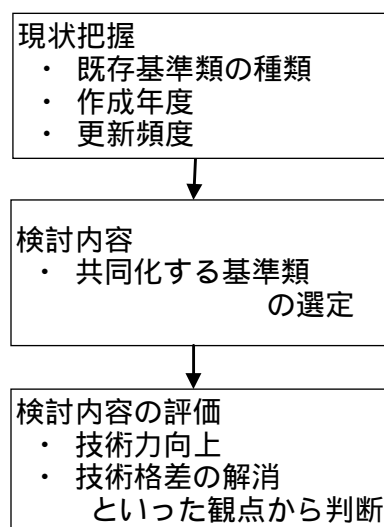 現状把握
・ 既存基準類の種類
・ 作成年度
・ 更新頻度
検討内容
・ 共同化する基準類
の選定
検討内容の評価
・ 技術力向上
・ 技術格差の解消
といった観点から判断